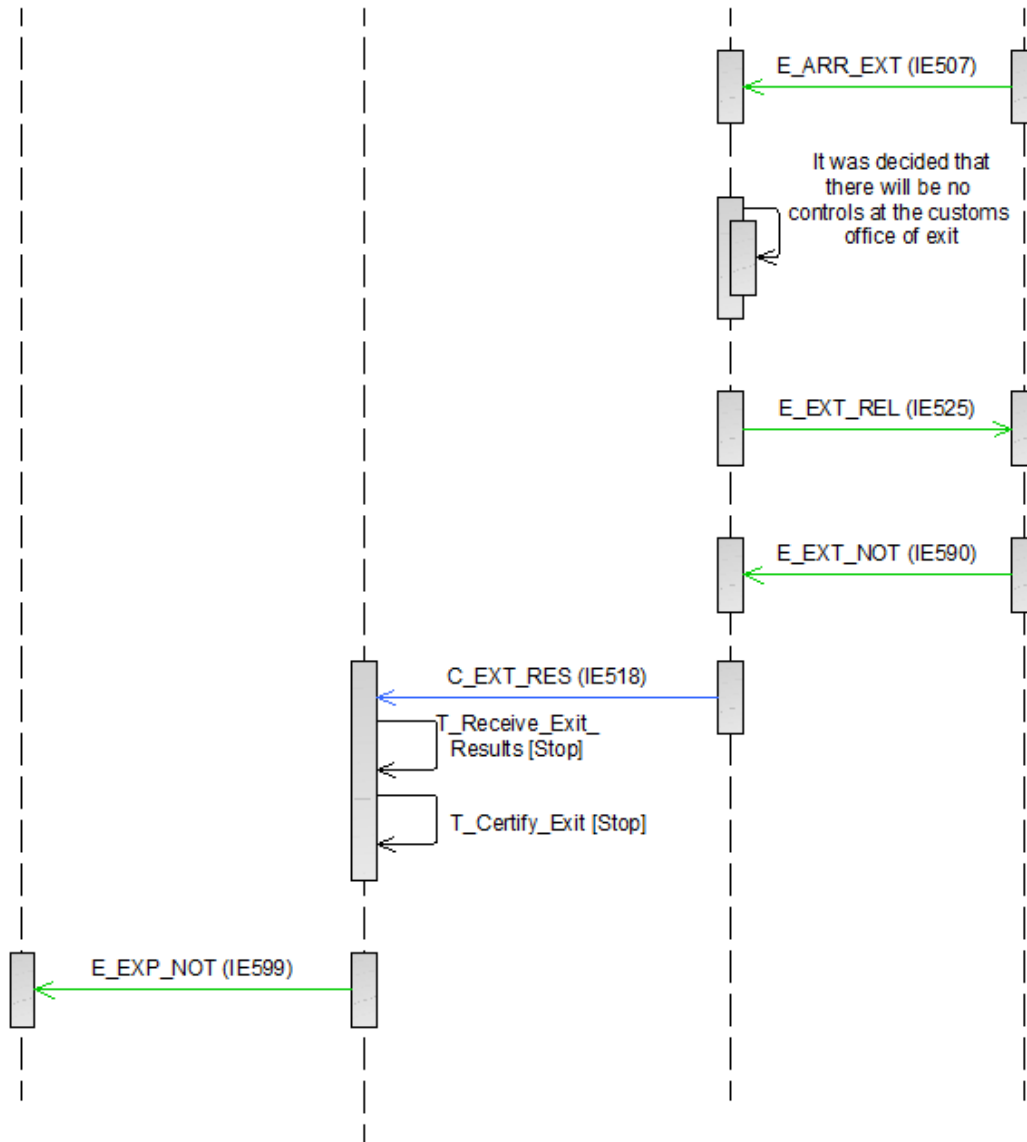 E_ARR_EXT (IE507)
It was decided that
there will be no
controls at the customs
office of exit
E_EXT_REL (IE525)
E_EXT_NOT (IE590)
C_EXT_RES (IE518)
T_Receive_Exit_
Results [Stop]
T_Certify_Exit [Stop]
E_EXP_NOT (IE599)